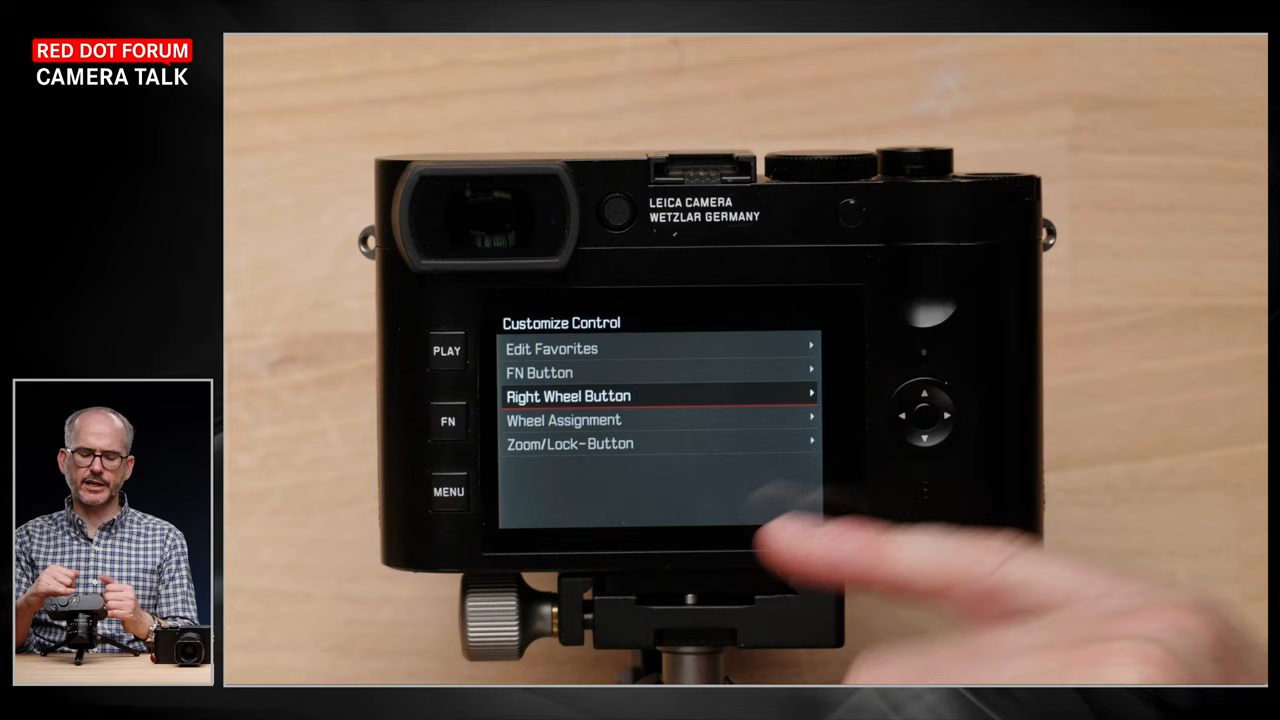 RED DOT FORUM
CAMERA TALK
LEICA CAMERA
WETZLAR GERMANY
PLAY
FN
MENU
Customize Control
Edit Favorites
FN Button
Right Wheel Button
Wheel Assignment
Zoom/Lock-Button